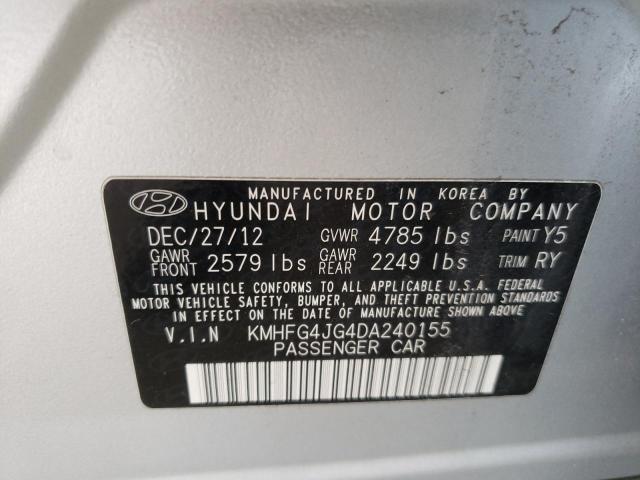 MANUFACTURED IN KOREA BY
HYUNDAI MOTOR COMPANY
DEC/27/12 GVWR 4785 lbs PAINT Y5
GAWR FRONT 2579 lbs GAWR REAR 2249 lbs TRIM RY
THIS VEHICLE CONFORMS TO ALL APPLICABLE U.S.A. FEDERAL
MOTOR VEHICLE SAFETY, BUMPER, AND THEFT PREVENTION STANDARDS
IN EFFECT ON THE DATE OF MANUFACTURE SHOWN ABOVE
V.I.N KMHFG4JG4DA240155
PASSENGER CAR